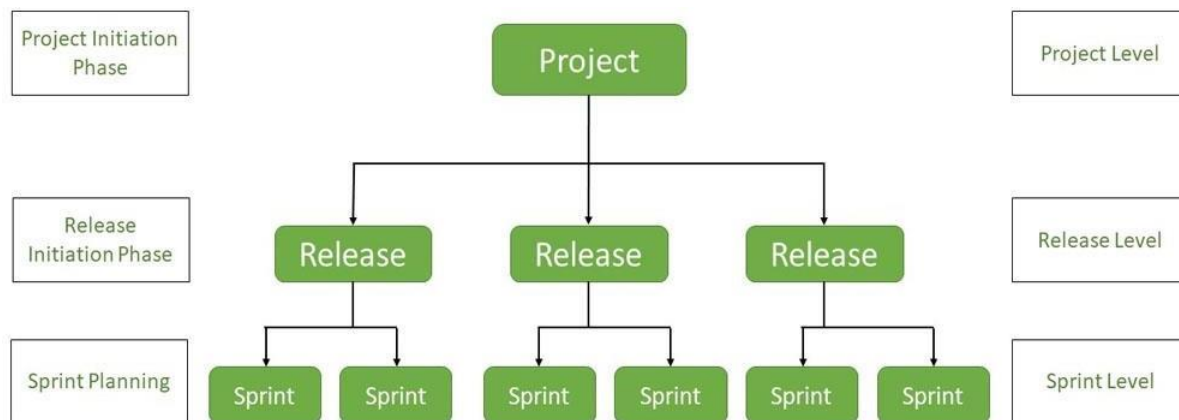 Project Initiation
Phase
Project
Project Level
Release
Initiation Phase
Release
Release
Release
Release Level
Sprint Planning
Sprint
Sprint
Sprint
Sprint
Sprint
Sprint
Sprint Level